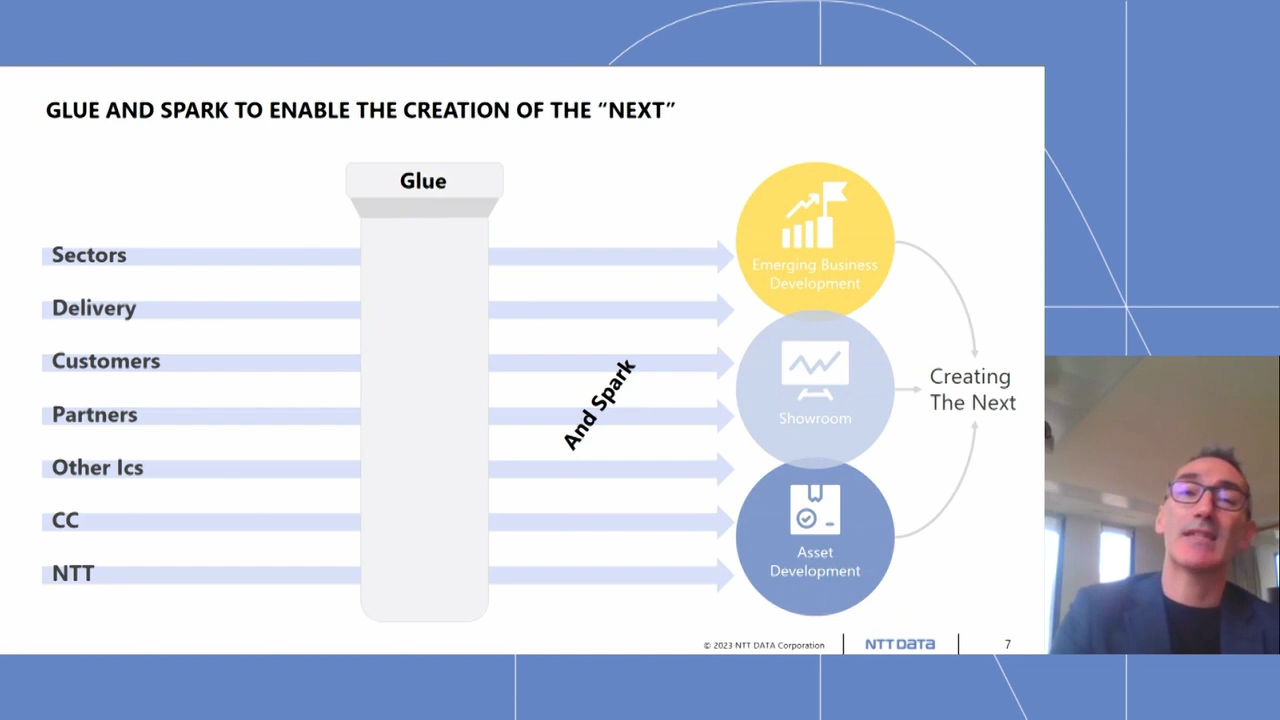 GLUE AND SPARK TO ENABLE THE CREATION OF THE “NEXT”
Glue
Sectors
Delivery
Customers
Partners
Other Ics
CC
NTT
And Spark
Emerging Business
Development
Showroom
Asset
Development
Creating
The Next
© 2023 NTT DATA Corporation
NTT DATA
7